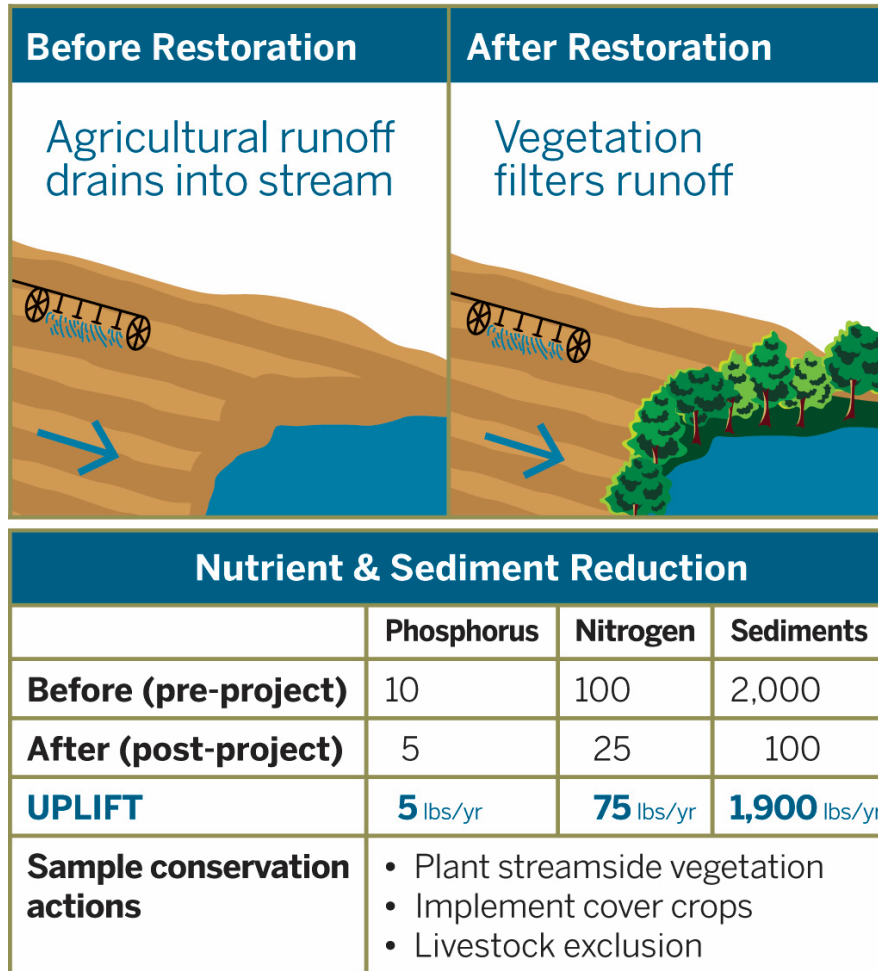 Before Restoration
After Restoration
Agricultural runoff
drains into stream
Vegetation
filters runoff
Nutrient & Sediment Reduction
Phosphorus Nitrogen Sediments
Before (pre-project) 10 100 2,000
After (post-project) 5 25 100
UPLIFT 5 lbs/yr 75 lbs/yr 1,900 lbs/yr
Sample conservation
actions
• Plant streamside vegetation
• Implement cover crops
• Livestock exclusion